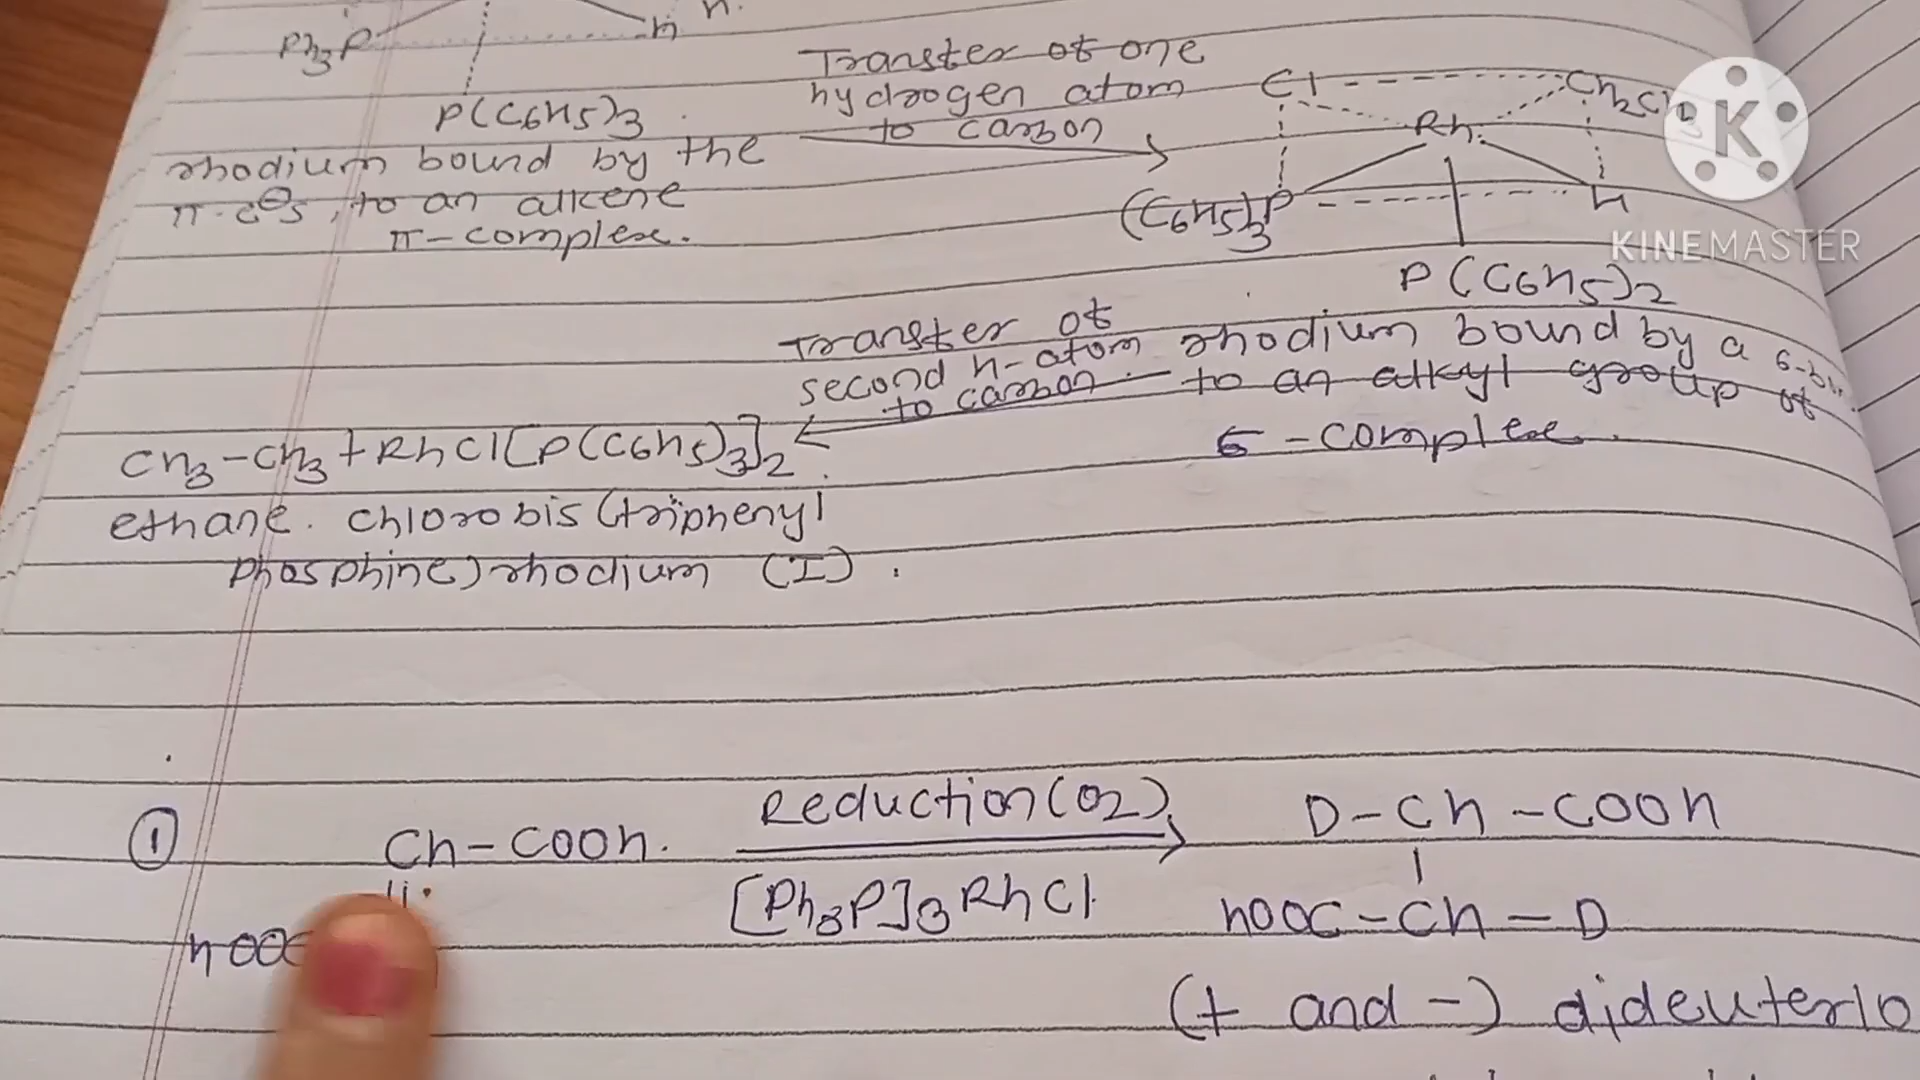 Ph3P H H
P(C6H5)3
rhodium bound by the
π-e⊖s, to an alkene
π-complex.
Transfer of one
hydrogen atom
to carbon
Cl
Rh
(C6H5)3P
H
P(C6H5)2
K
KINEMASTER
rhodium bound by a
to an alkyl group of
σ-complex.
Transfer of
second H-atom
to carbon.
CH3-CH3+RhCl[P(C6H5)3]2.
ethane. chlorobis(triphenyl
phosphine)rhodium (I).
① CH-COOH.
HOOC
Reduction(O2)
[Ph3P]3RhCl.
D-CH-COOH
HOOC-CH-D
(+ and -) dideuterio